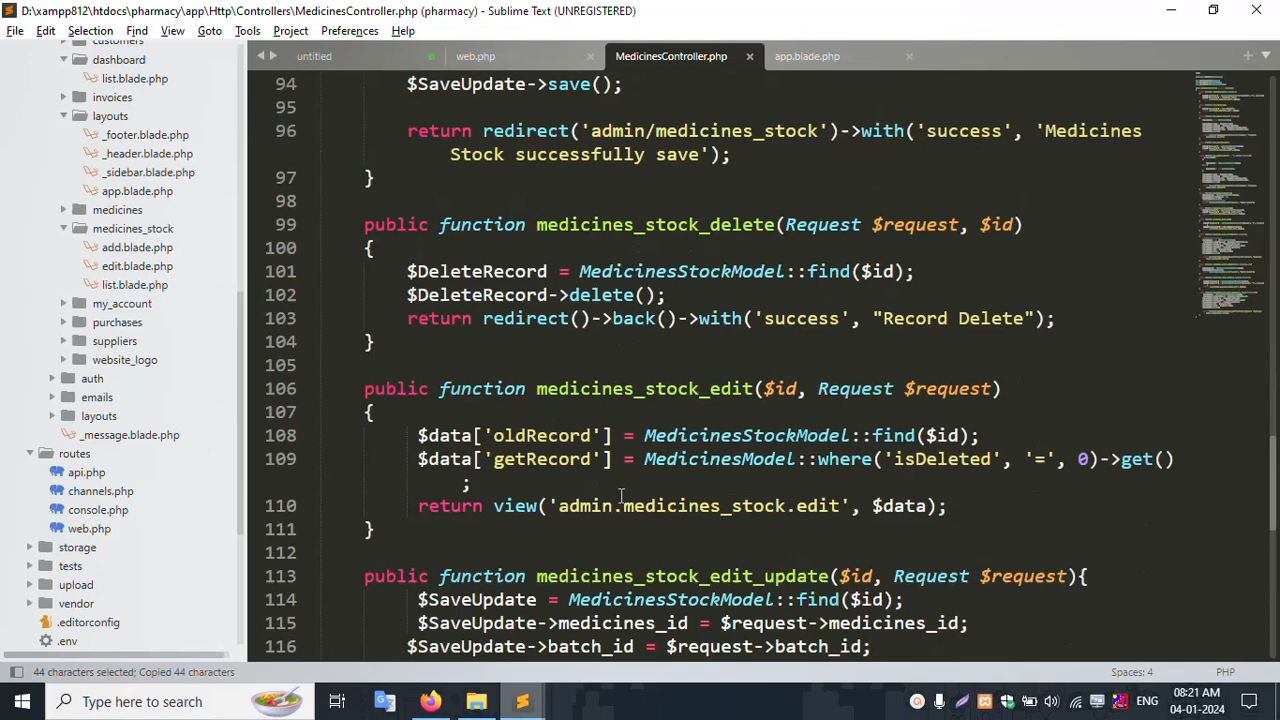 D:\xampp812\htdocs\pharmacy\app\Http\Controllers\MedicinesController.php (pharmacy) - Sublime Text (UNREGISTERED)
File Edit Selection Find View Goto Tools Project Preferences Help
untitled web.php MedicinesController.php app.blade.php
customers
dashboard
list.blade.php
invoices
layouts
_footer.blade.php
_header.blade.php
_sidebar.blade.php
app.blade.php
medicines
medicines_stock
add.blade.php
edit.blade.php
list.blade.php
my_account
purchases
suppliers
website_logo
auth
emails
layouts
_message.blade.php
routes
api.php
channels.php
console.php
web.php
storage
tests
upload
vendor
.editorconfig
.env
94 $SaveUpdate->save();
95
96 return redirect('admin/medicines_stock')->with('success', 'Medicines
Stock successfully save');
97 }
98
99 public function medicines_stock_delete(Request $request, $id)
100 {
101 $DeleteRecord = MedicinesStockModel::find($id);
102 $DeleteRecord->delete();
103 return redirect()->back()->with('success', "Record Delete");
104 }
105
106 public function medicines_stock_edit($id, Request $request)
107 {
108 $data['oldRecord'] = MedicinesStockModel::find($id);
109 $data['getRecord'] = MedicinesModel::where('isDeleted', '=', 0)->get()
;
110 return view('admin.medicines_stock.edit', $data);
111 }
112
113 public function medicines_stock_edit_update($id, Request $request){
114 $SaveUpdate = MedicinesStockModel::find($id);
115 $SaveUpdate->medicines_id = $request->medicines_id;
116 $SaveUpdate->batch_id = $request->batch_id;
44 characters selected; Copied 44 characters Spaces: 4 PHP
Type here to search
ENG
08:21 AM
04-01-2024